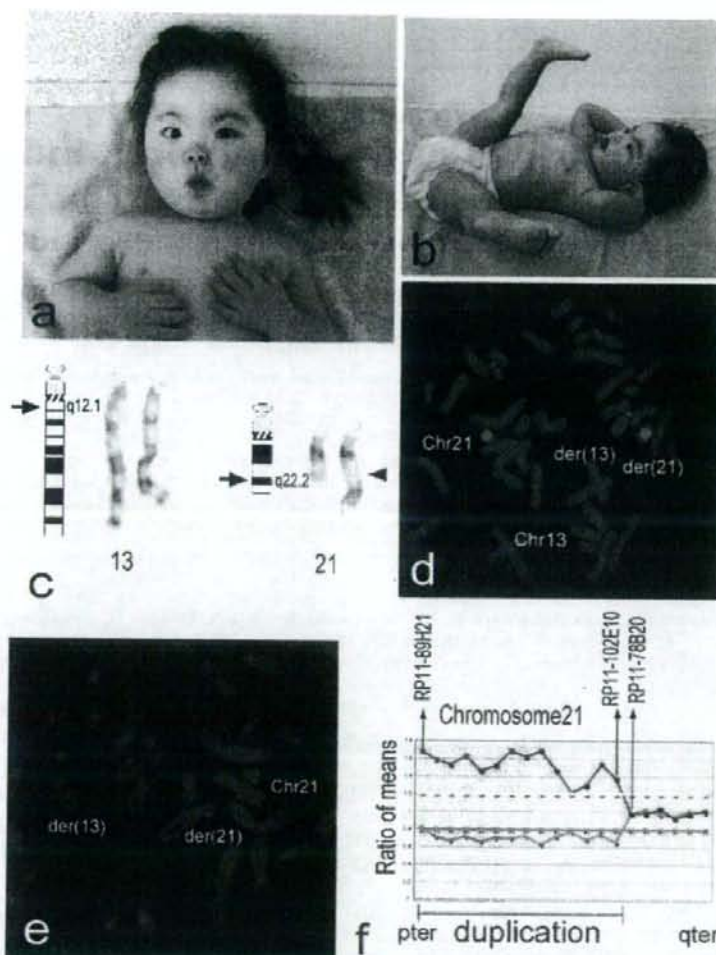 a
b
q12.1
q22.2
13
21
c
Chr21
der(13)
der(21)
Chr13
d
der(13)
der(21)
Chr21
e
RP11-89H21
RP11-102E10
RP11-78B20
Chromosome21
Ratio of means
pter duplication qter
f